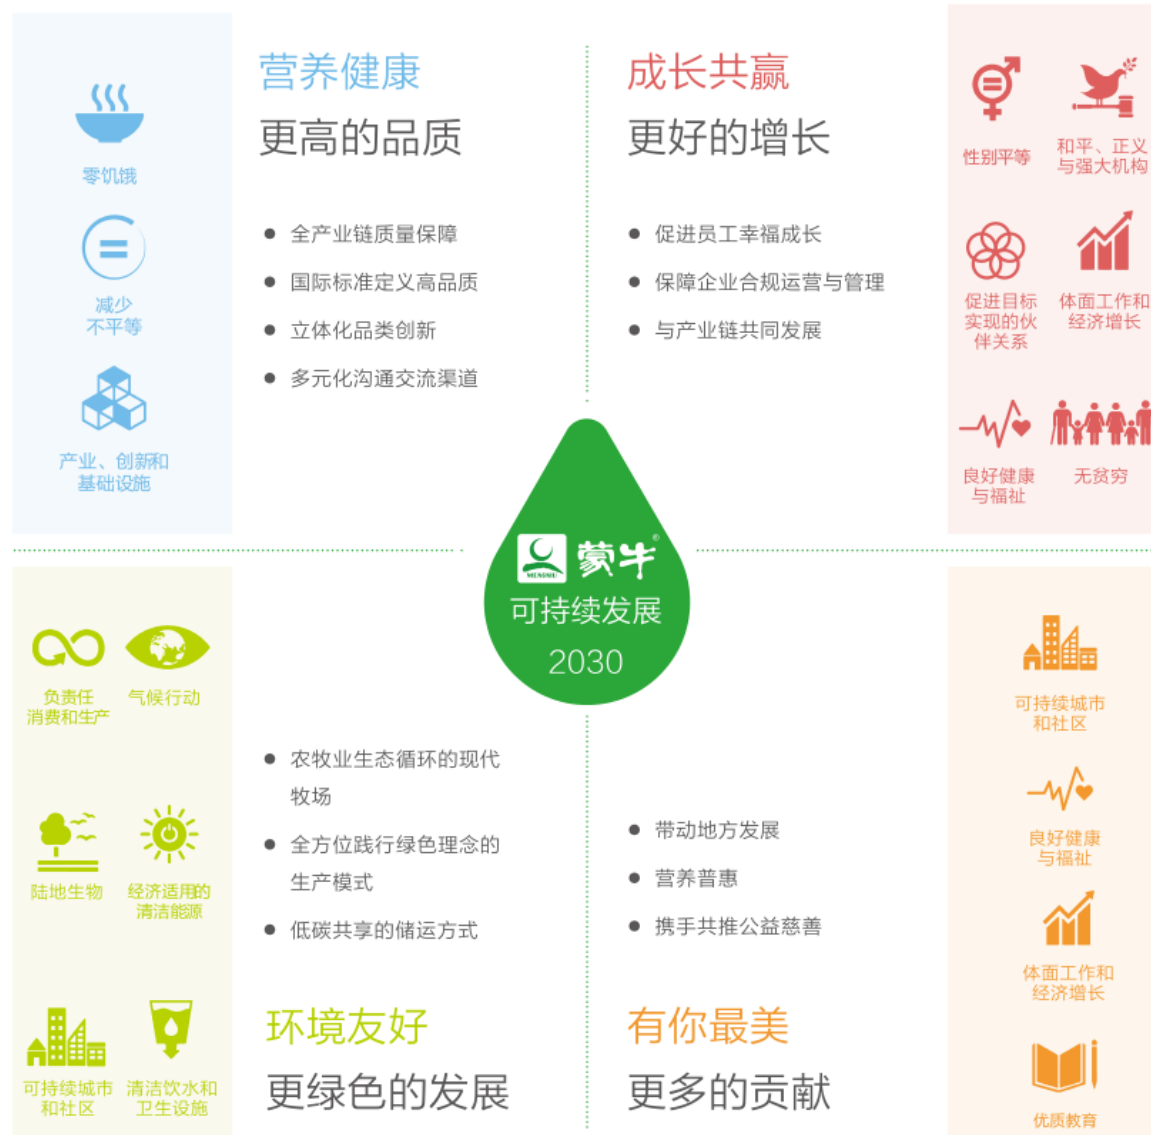 营养健康
更高的品质
全产业链质量保障
国际标准定义高品质
立体化品类创新
多元化沟通交流渠道
零饥饿
减少
不平等
产业、创新和
基础设施
成长共赢
更好的增长
促进员工幸福成长
保障企业合规运营与管理
与产业链共同发展
性别平等
和平、正义
与强大机构
促进目标
实现的伙
伴关系
体面工作和
经济增长
良好健康
与福祉
无贫穷
MENGNIU
蒙牛®
可持续发展
2030
负责任
消费和生产
气候行动
陆地生物
经济适用的
清洁能源
可持续城市
和社区
清洁饮水和
卫生设施
农牧业生态循环的现代
牧场
全方位践行绿色理念的
生产模式
低碳共享的储运方式
环境友好
更绿色的发展
带动地方发展
营养普惠
携手共推公益慈善
有你最美
更多的贡献
可持续城市
和社区
良好健康
与福祉
体面工作和
经济增长
优质教育